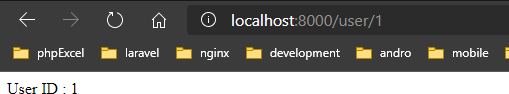 localhost:8000/user/1
phpExcel laravel nginx development andro mobile
User ID : 1